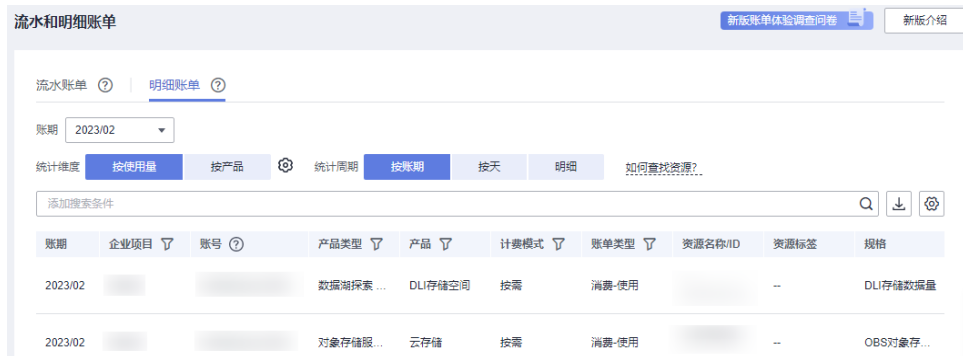 流水和明细账单
新版账单体验调查问卷 新版介绍
流水账单 ? 明细账单 ?
账期 2023/02
统计维度 按使用量 按产品 统计周期 按账期 按天 明细 如何查找资源?
添加搜索条件
账期 企业项目 账号 ? 产品类型 产品 计费模式 账单类型 资源名称/ID 资源标签 规格
2023/02 数据湖探索 ... DLI存储空间 按需 消费-使用 -- DLI存储数据量
2023/02 对象存储服... 云存储 按需 消费-使用 -- OBS对象存...